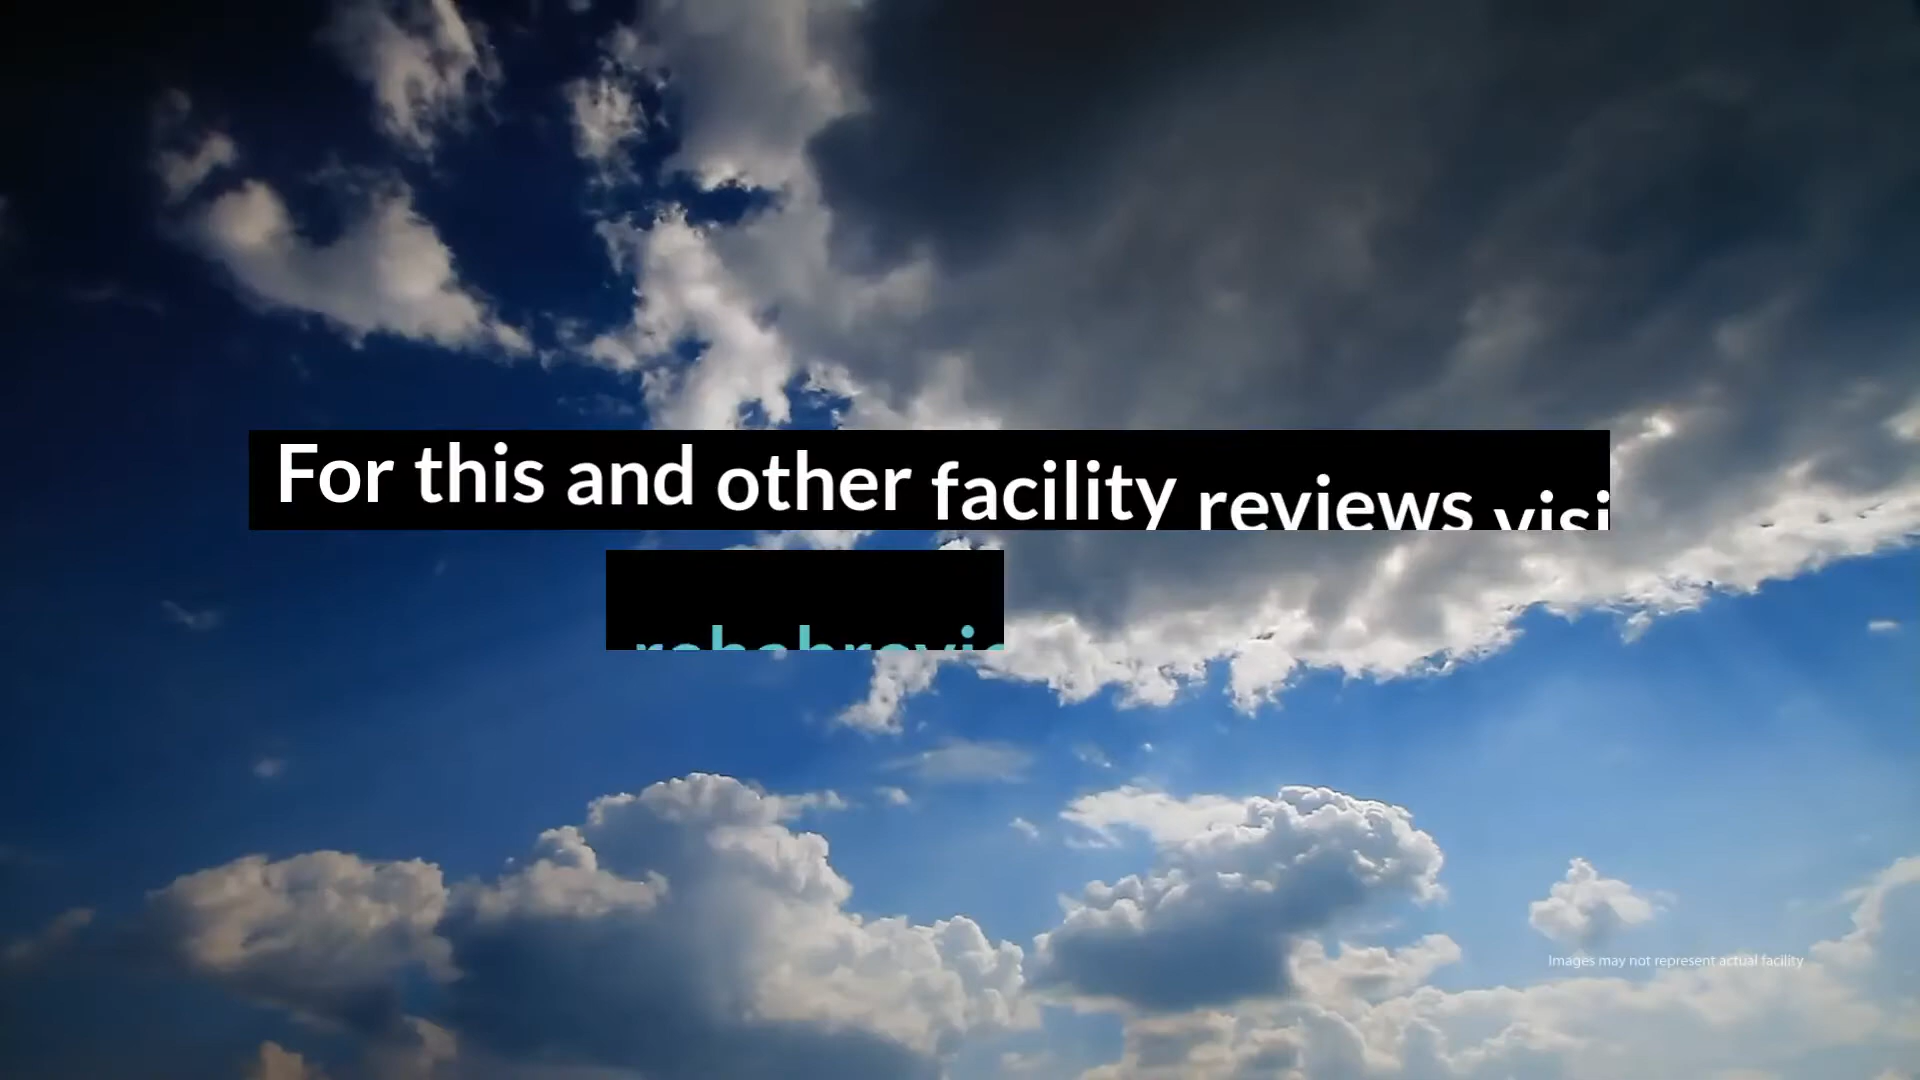 For this and other facility reviews
Images may not represent actual facility